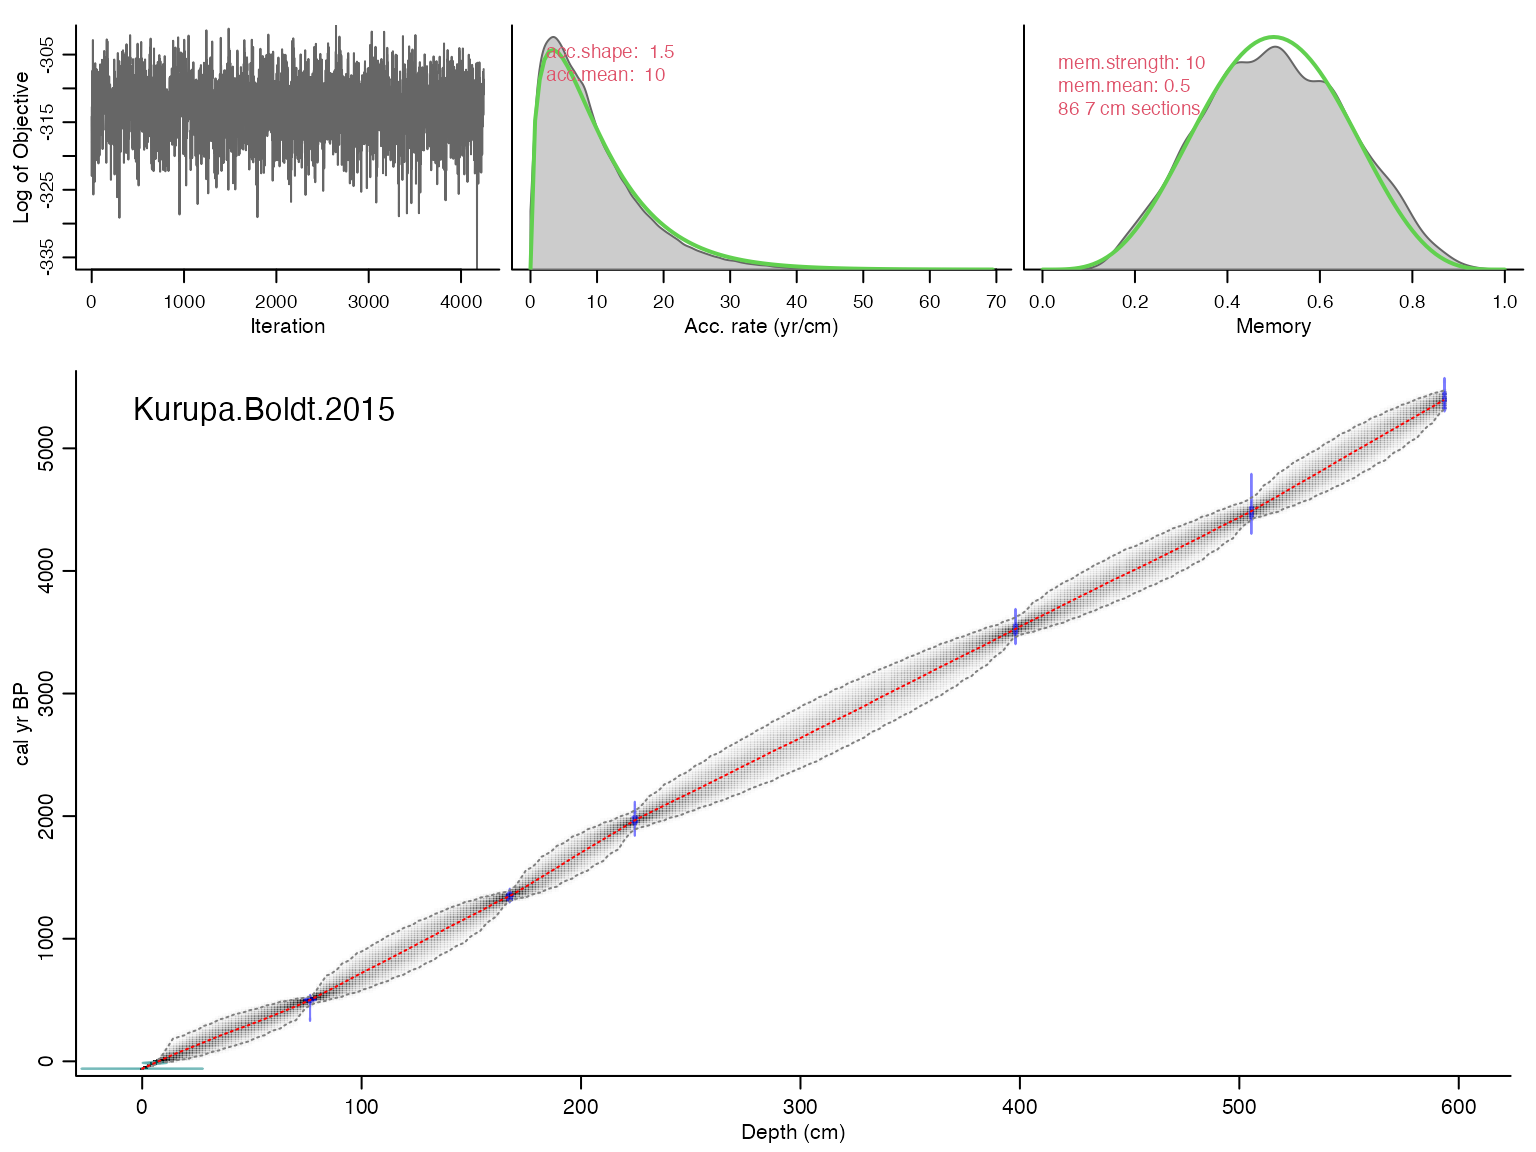 Log of Objective
-335
-325
-315
-305
0 1000 2000 3000 4000
Iteration
acc.shape: 1.5
acc.mean: 10
0 10 20 30 40 50 60 70
Acc. rate (yr/cm)
mem.strength: 10
mem.mean: 0.5
86 7 cm sections
0.0 0.2 0.4 0.6 0.8 1.0
Memory
Kurupa.Boldt.2015
cal yr BP
0 1000 2000 3000 4000 5000
0 100 200 300 400 500 600
Depth (cm)